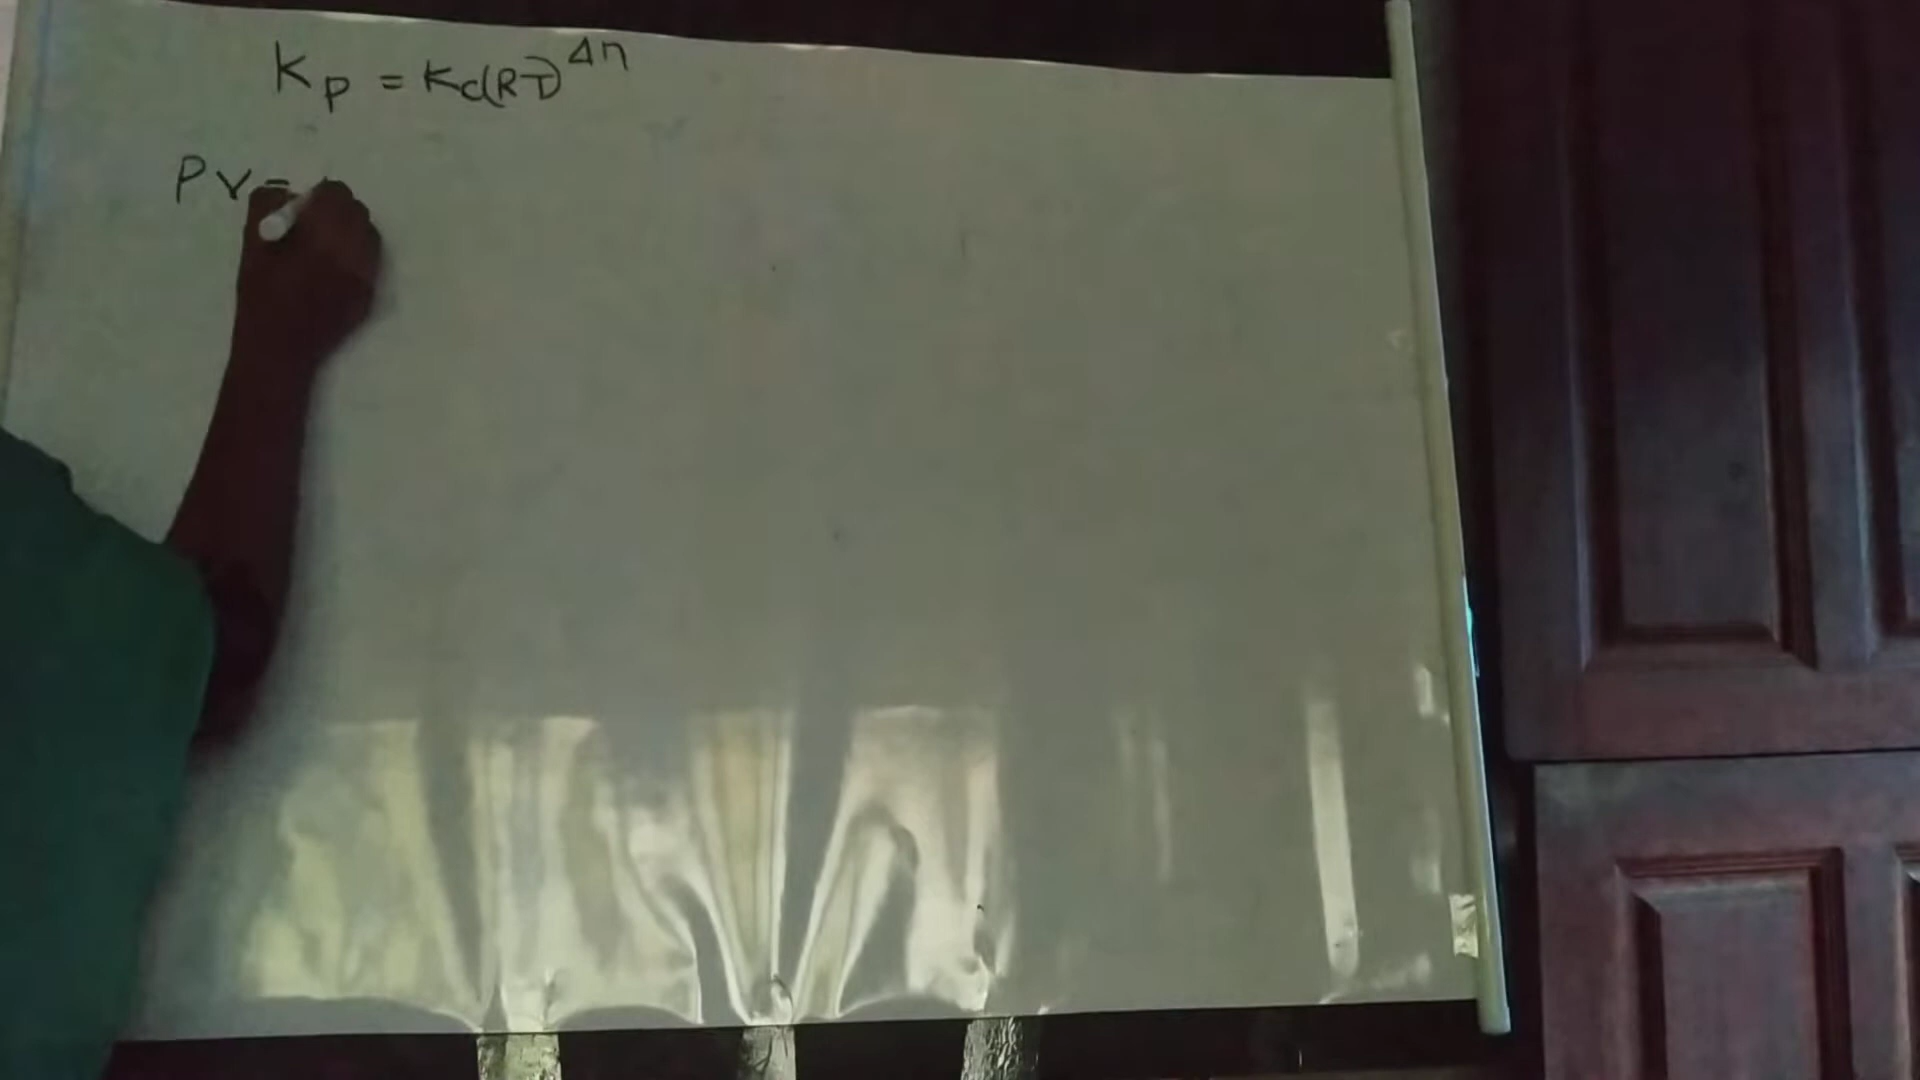 Kp = Kc(RT)^Δn
PV =